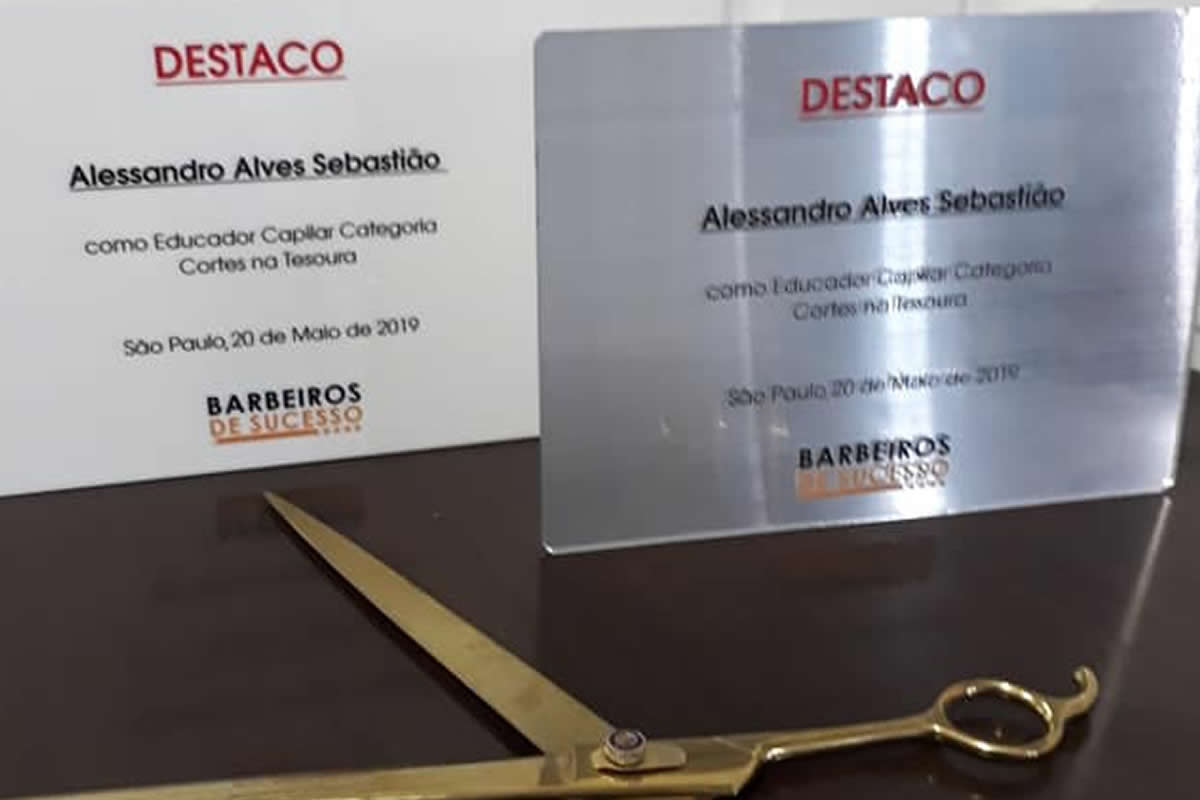 DESTACO
Alessandro Alves Sebastião
como Educador Capilar Categoria
Cortes na Tesoura
São Paulo, 20 de Maio de 2019
BARBEIROS
DE SUCESSO
DESTACO
Alessandro Alves Sebastião
como Educador Capilar Categoria
Cortes na Tesoura
São Paulo, 20 de Maio de 2019
BARBEIROS
DE SUCESSO